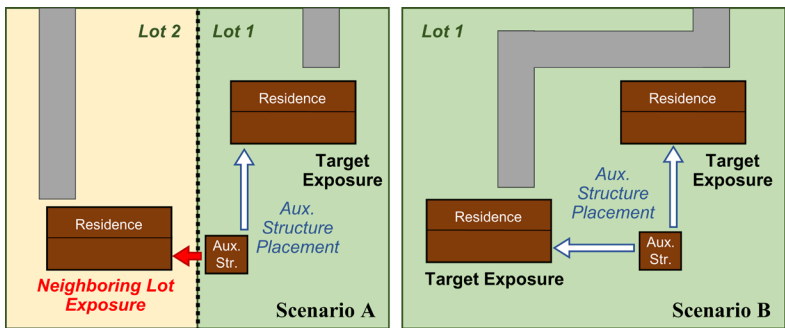 Lot 2
Lot 1
Residence
Target
Exposure
Aux.
Structure
Placement
Residence
Aux.
Str.
Neighboring Lot
Exposure
Scenario A
Lot 1
Residence
Target
Exposure
Aux.
Structure
Placement
Residence
Aux.
Str.
Target Exposure
Scenario B